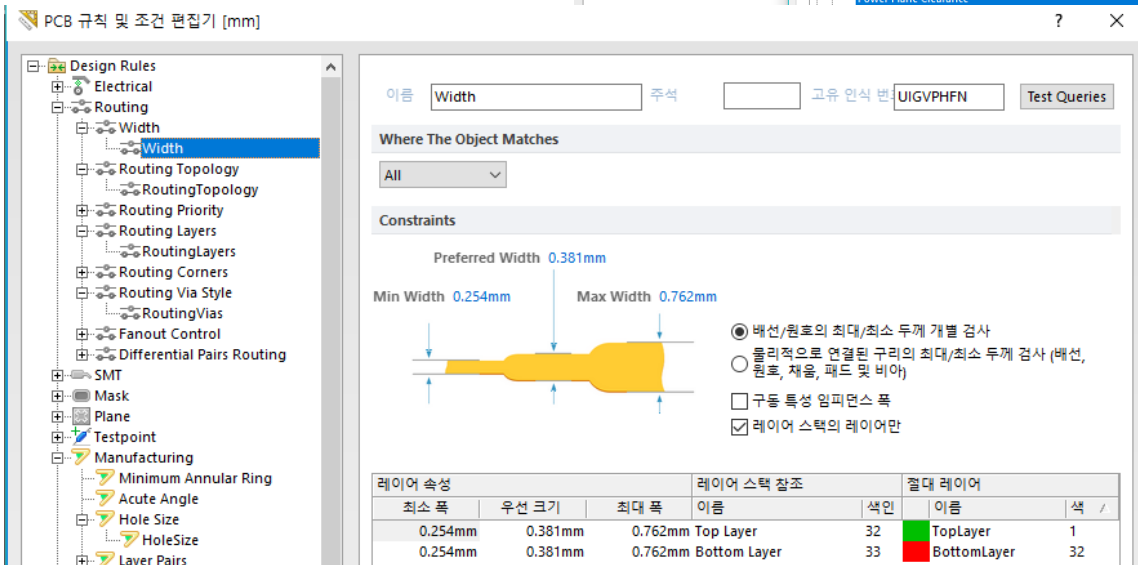 Power Plane Clearance
PCB 규칙 및 조건 편집기 [mm]
?
Design Rules
Electrical
Routing
Width
Width
Routing Topology
RoutingTopology
Routing Priority
Routing Layers
RoutingLayers
Routing Corners
Routing Via Style
RoutingVias
Fanout Control
Differential Pairs Routing
SMT
Mask
Plane
Testpoint
Manufacturing
Minimum Annular Ring
Acute Angle
Hole Size
HoleSize
Layer Pairs
이름 Width 주석 고유 인식 번 UIGVPHFN Test Queries
Where The Object Matches
All
Constraints
Preferred Width 0.381mm
Min Width 0.254mm Max Width 0.762mm
배선/원호의 최대/최소 두께 개별 검사
물리적으로 연결된 구리의 최대/최소 두께 검사 (배선,
원호, 채움, 패드 및 비아)
구동 특성 임피던스 폭
레이어 스택의 레이어만
레이어 속성 레이어 스택 참조 절대 레이어
최소 폭 우선 크기 최대 폭 이름 색인 이름 색
0.254mm 0.381mm 0.762mm Top Layer 32 TopLayer 1
0.254mm 0.381mm 0.762mm Bottom Layer 33 BottomLayer 32